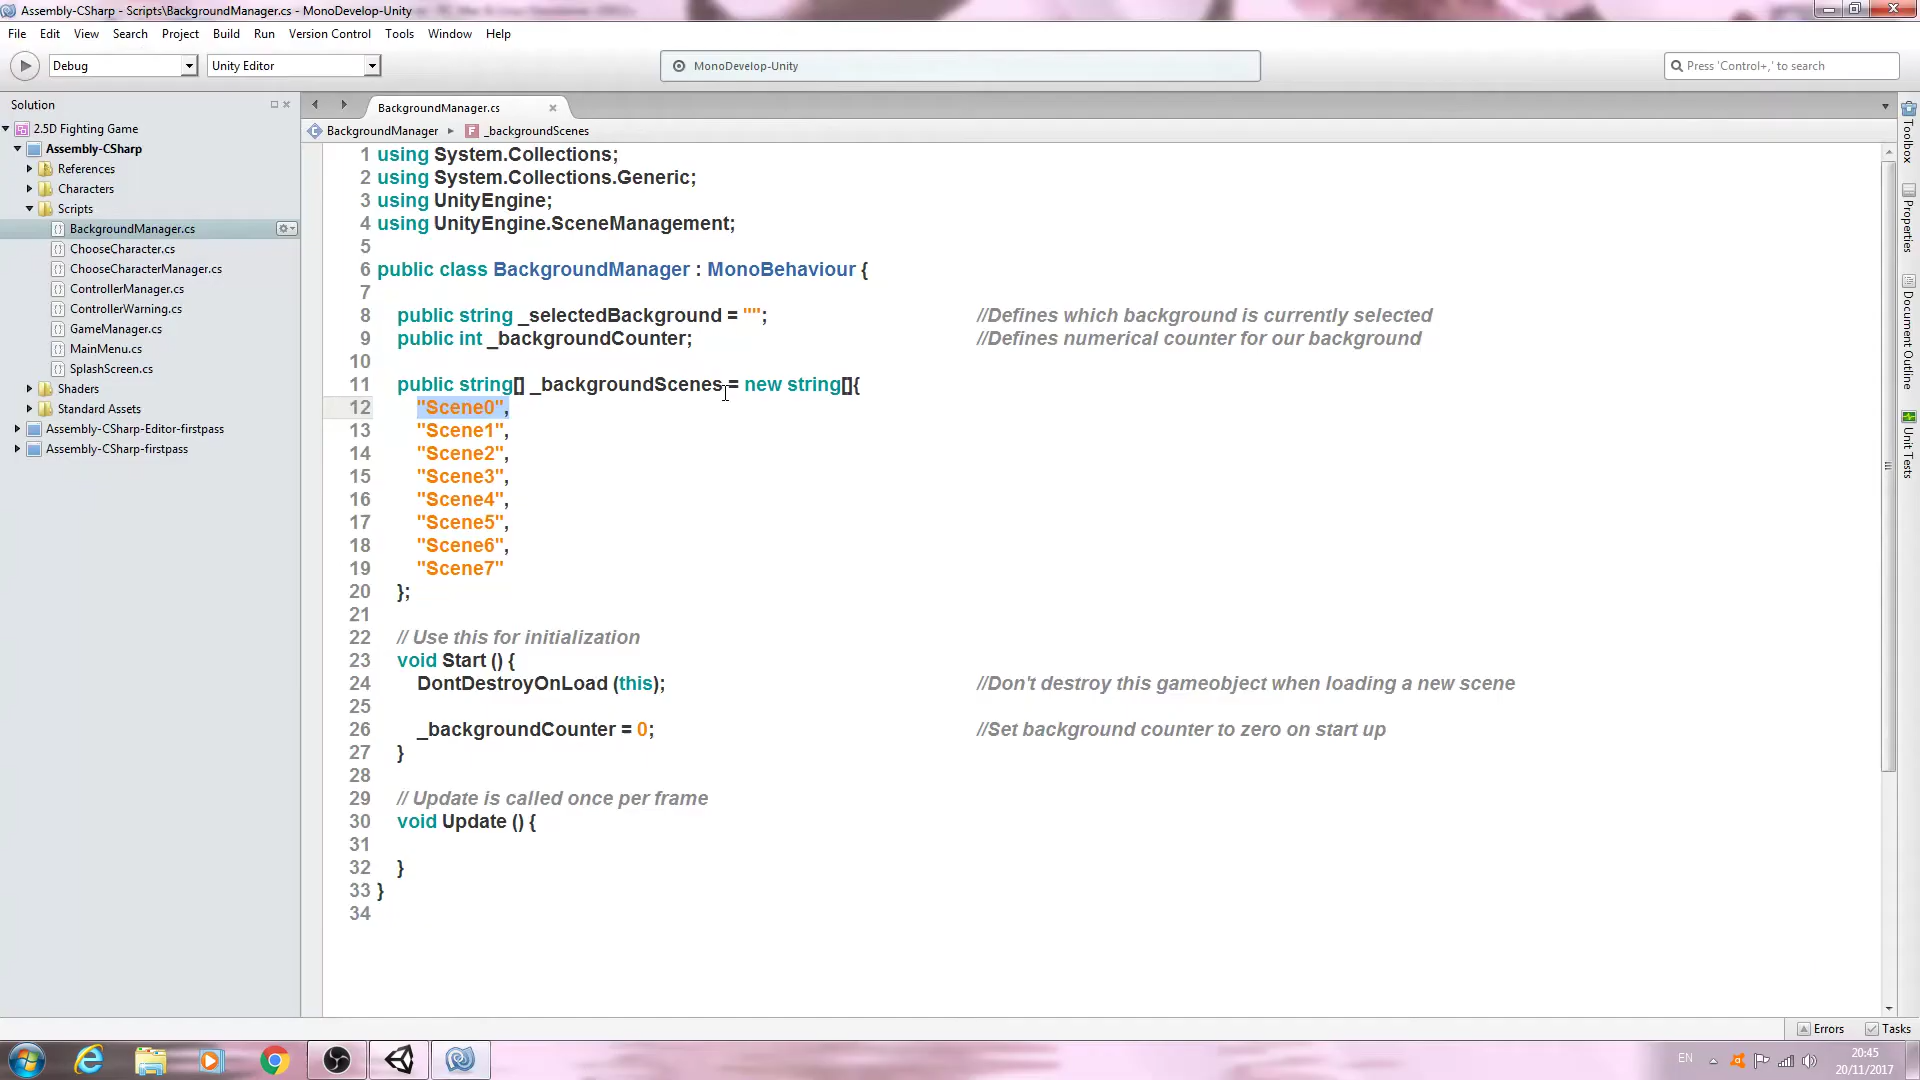 Assembly-CSharp - Scripts\BackgroundManager.cs - MonoDevelop-Unity
File Edit View Search Project Build Run Version Control Tools Window Help
Debug Unity Editor MonoDevelop-Unity Press 'Control+,' to search
Solution
2.5D Fighting Game
Assembly-CSharp
References
Characters
Scripts
BackgroundManager.cs
ChooseCharacter.cs
ChooseCharacterManager.cs
ControllerManager.cs
ControllerWarning.cs
GameManager.cs
MainMenu.cs
SplashScreen.cs
Shaders
Standard Assets
Assembly-CSharp-Editor-firstpass
Assembly-CSharp-firstpass
BackgroundManager.cs
BackgroundManager _backgroundScenes
1 using System.Collections;
2 using System.Collections.Generic;
3 using UnityEngine;
4 using UnityEngine.SceneManagement;
5
6 public class BackgroundManager : MonoBehaviour {
7
8 public string _selectedBackground = ""; //Defines which background is currently selected
9 public int _backgroundCounter; //Defines numerical counter for our background
10
11 public string[] _backgroundScenes = new string[]{
12 "Scene0",
13 "Scene1",
14 "Scene2",
15 "Scene3",
16 "Scene4",
17 "Scene5",
18 "Scene6",
19 "Scene7"
20 };
21
22 // Use this for initialization
23 void Start () {
24 DontDestroyOnLoad (this); //Don't destroy this gameobject when loading a new scene
25
26 _backgroundCounter = 0; //Set background counter to zero on start up
27 }
28
29 // Update is called once per frame
30 void Update () {
31
32 }
33 }
34
Toolbox
Properties
Document Outline
Unit Tests
Errors Tasks
EN
20:45
20/11/2017